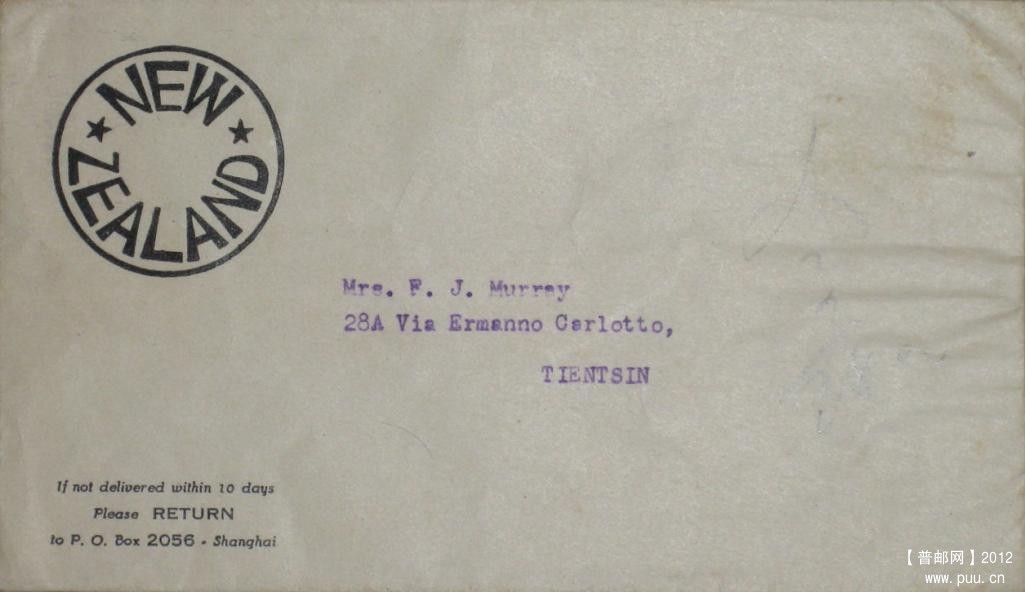 NEW
ZEALAND
Mrs. F. J. Murray
28A Via Ermanno Carlotto,
TIENTSIN
If not delivered within 10 days
Please RETURN
to P. O. Box 2056 - Shanghai
【普邮网】2012
www.puu.cn